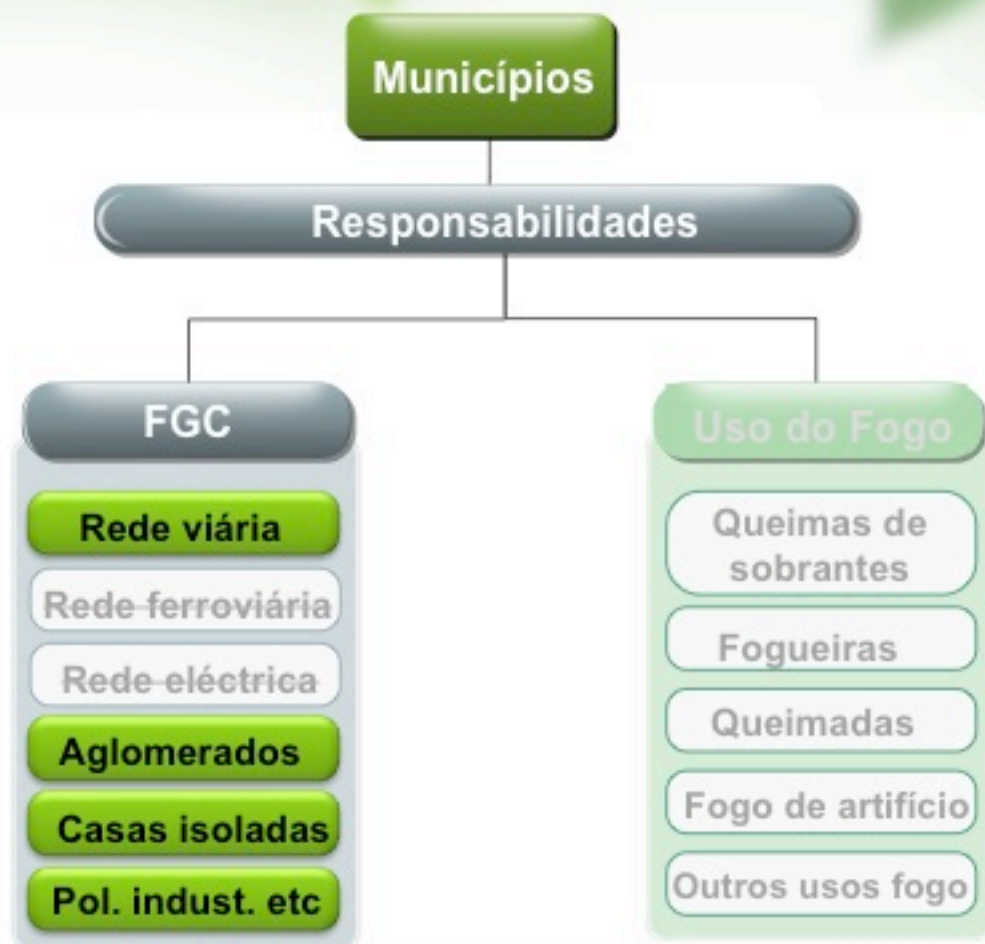 Municípios
Responsabilidades
FGC
Rede viária
Rede ferroviária
Rede eléctrica
Aglomerados
Casas isoladas
Pol. indust. etc
Uso do Fogo
Queimas de
sobrantes
Fogueiras
Queimadas
Fogo de artifício
Outros usos fogo